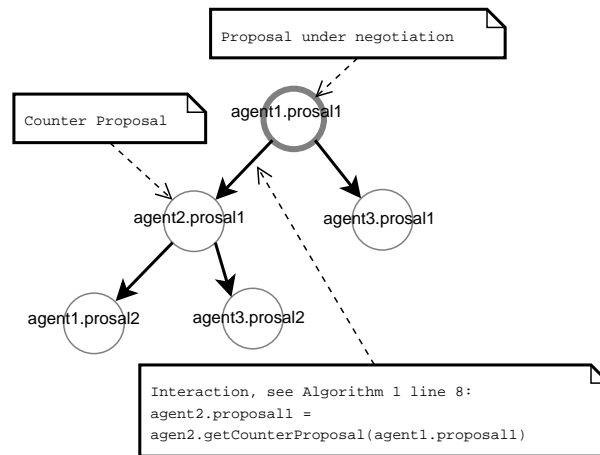 Proposal under negotiation
agent1.prosal1
Counter Proposal
agent2.prosal1
agent3.prosal1
agent1.prosal2
agent3.prosal2
Interaction, see Algorithm 1 line 8:
agent2.proposal1 =
agen2.getCounterProposal(agent1.proposal1)